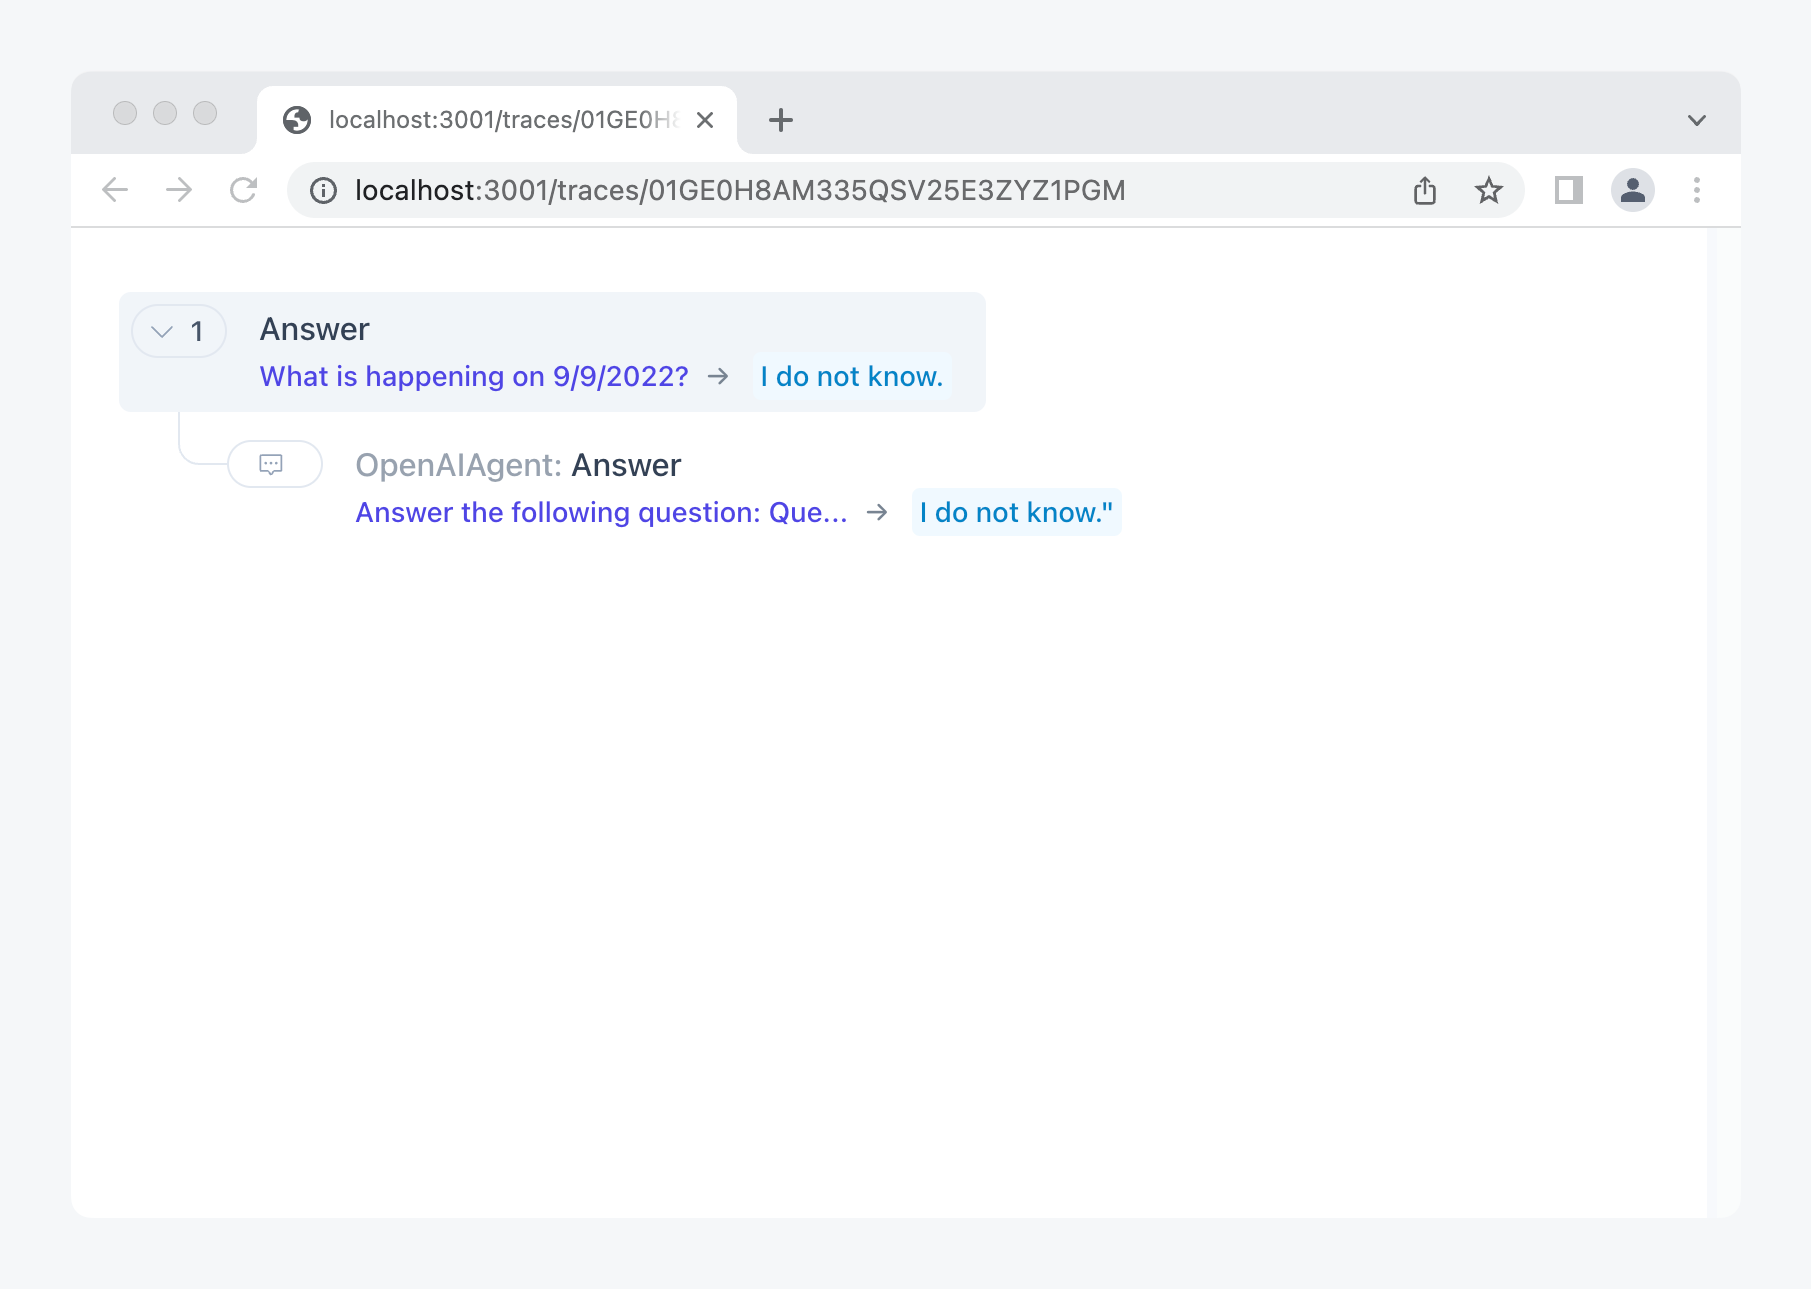 localhost:3001/traces/01GE0H8
localhost:3001/traces/01GE0H8AM335QSV25E3ZYZ1PGM
1 Answer
What is happening on 9/9/2022? → I do not know.
OpenAIAgent: Answer
Answer the following question: Que... → I do not know."